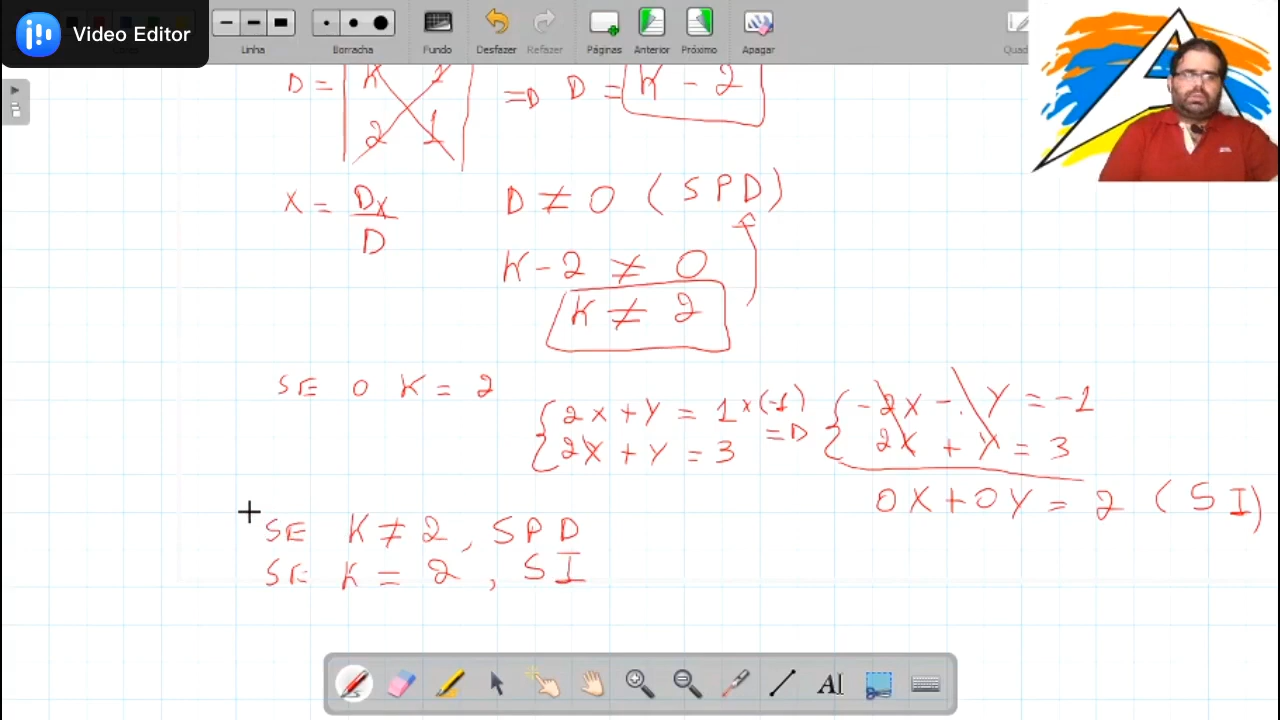 Video Editor
Linha
Borracha
Fundo
Desfazer
Refazer
Páginas
Anterior
Próximo
Apagar
Quad
D = | K 1 | => D = K - 2
| 2 1 |
X = Dx / D
D ≠ 0 (SPD)
K - 2 ≠ 0
K ≠ 2
SE O K = 2
2X + Y = 1 x(-1) => -2X - Y = -1
2X + Y = 3
2X + Y = 3
0X + 0Y = 2 (SI)
SE K ≠ 2, SPD
SE K = 2, SI